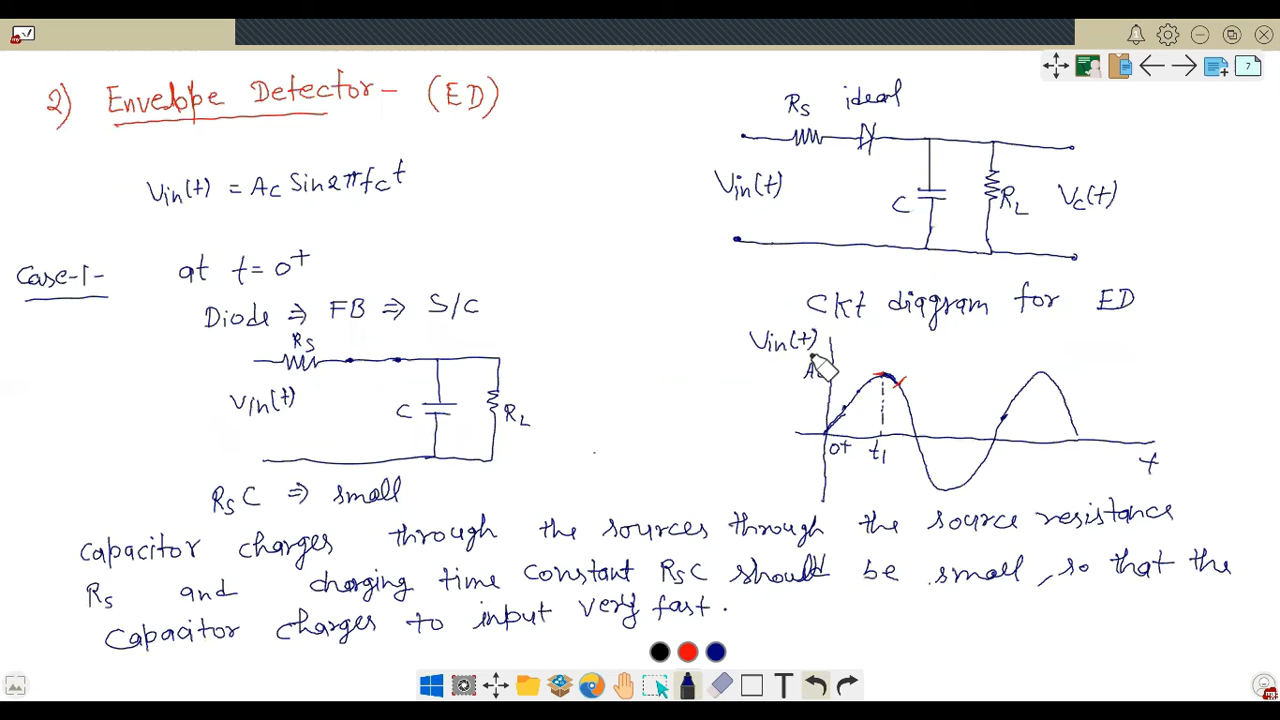 2) Envelope Detector - (ED)
Vin(t) = Ac Sin2πfct
Case-1- at t= 0+
Diode ⇒ FB ⇒ S/C
Rs
Vin(t)
C
RL
RsC ⇒ small
Rs ideal
Vin(t)
C
RL
Vc(t)
Ckt diagram for ED
Vin(t)
0+
t1
t
capacitor charges through the sources through the source resistance
Rs and charging time constant RsC should be small, so that the
capacitor charges to input very fast.
7
T